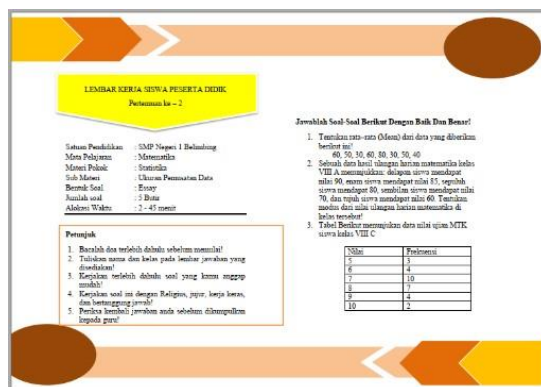 LEMBAR KERJA SISWA PESERTA DIDIK
Pertemuan ke – 2
Satuan Pendidikan : SMP Negeri 1 Belimbing
Mata Pelajaran : Matematika
Materi Pokok : Statistika
Sub Materi : Ukuran Pemusatan Data
Bentuk Soal : Essay
Jumlah soal : 5 Butir
Alokasi Waktu : 2 - 45 menit
Petunjuk
1. Bacalah doa terlebih dahulu sebelum memulai!
2. Tuliskan nama dan kelas pada lembar jawaban yang
disediakan!
3. Kerjakan terlebih dahulu soal yang kamu anggap
mudah!
4. Kerjakan soal ini dengan Religius, jujur, kerja keras,
dan bertanggung jawab!
5. Periksa kembali jawaban anda sebelum dikumpulkan
kepada guru!
Jawablah Soal-Soal Berikut Dengan Baik Dan Benar!
1. Tentukan rata–rata (Mean) dari data yang diberikan
berikut ini!
60, 50, 30, 60, 80, 30, 50, 40
2. Sebuah data hasil ulangan harian matematika kelas
VIII A menunjukkan: delapan siswa mendapat
nilai 90, enam siswa mendapat nilai 85, sepuluh
siswa mendapat 80, sembilan siswa mendapat nilai
70, dan tujuh siswa mendapat nilai 60. Tentukan
modus dari nilai ulangan harian matematika di
kelas tersebut!
3. Tabel Berikut merupakan data nilai ujian MTK
siswa kelas VIII C
Nilai Frekuensi
5 3
6 4
7 10
8 7
9 4
10 2